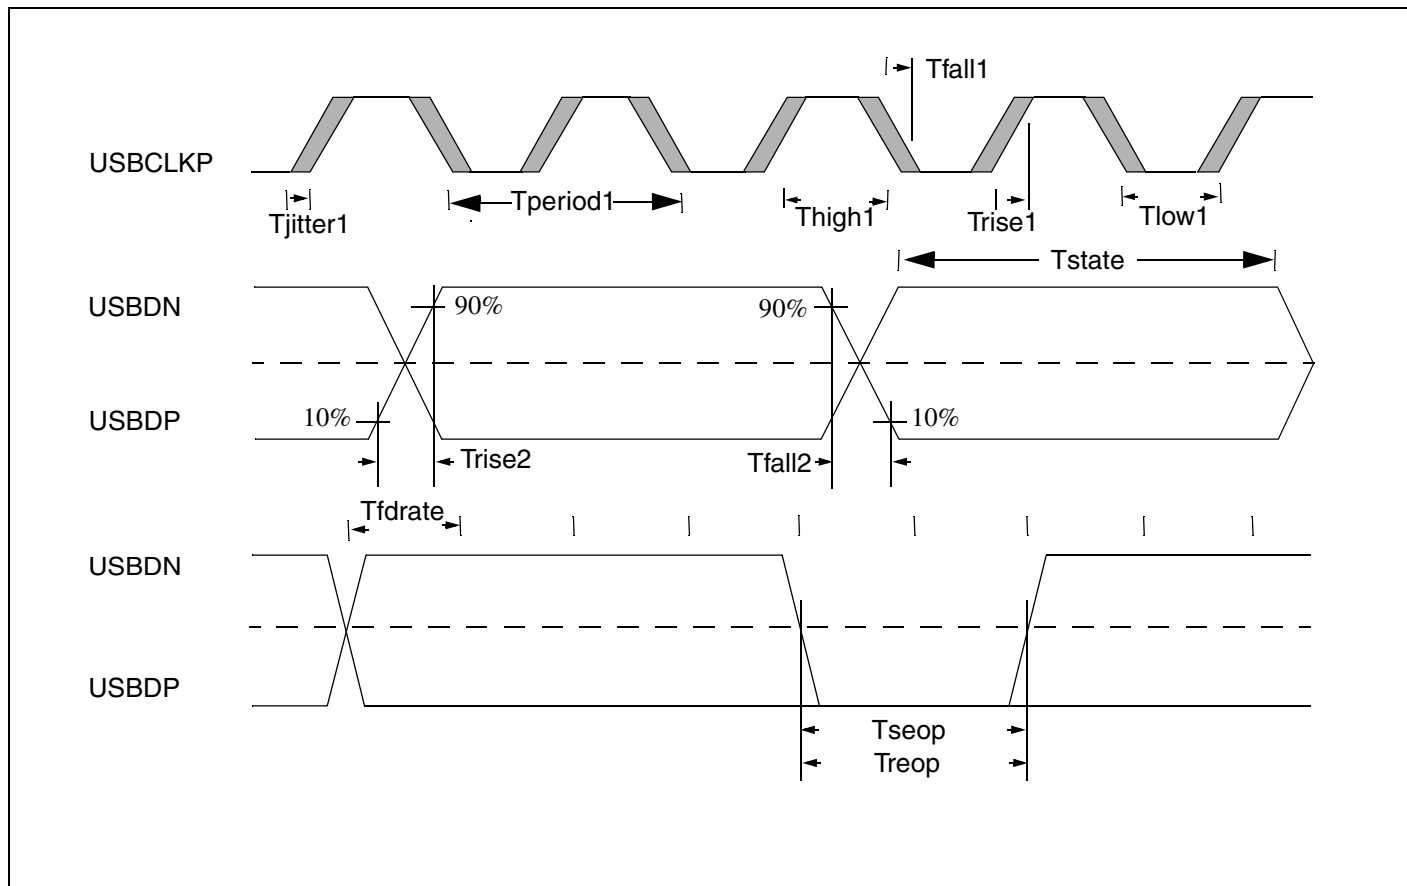 Tfall1
USBCLKP
Tjitter1
Tperiod1
Thigh1
Trise1
Tlow1
Tstate
USBDN
90%
90%
USBDP
10%
10%
Trise2
Tfall2
Tfdrate
USBDN
USBDP
Tseop
Treop